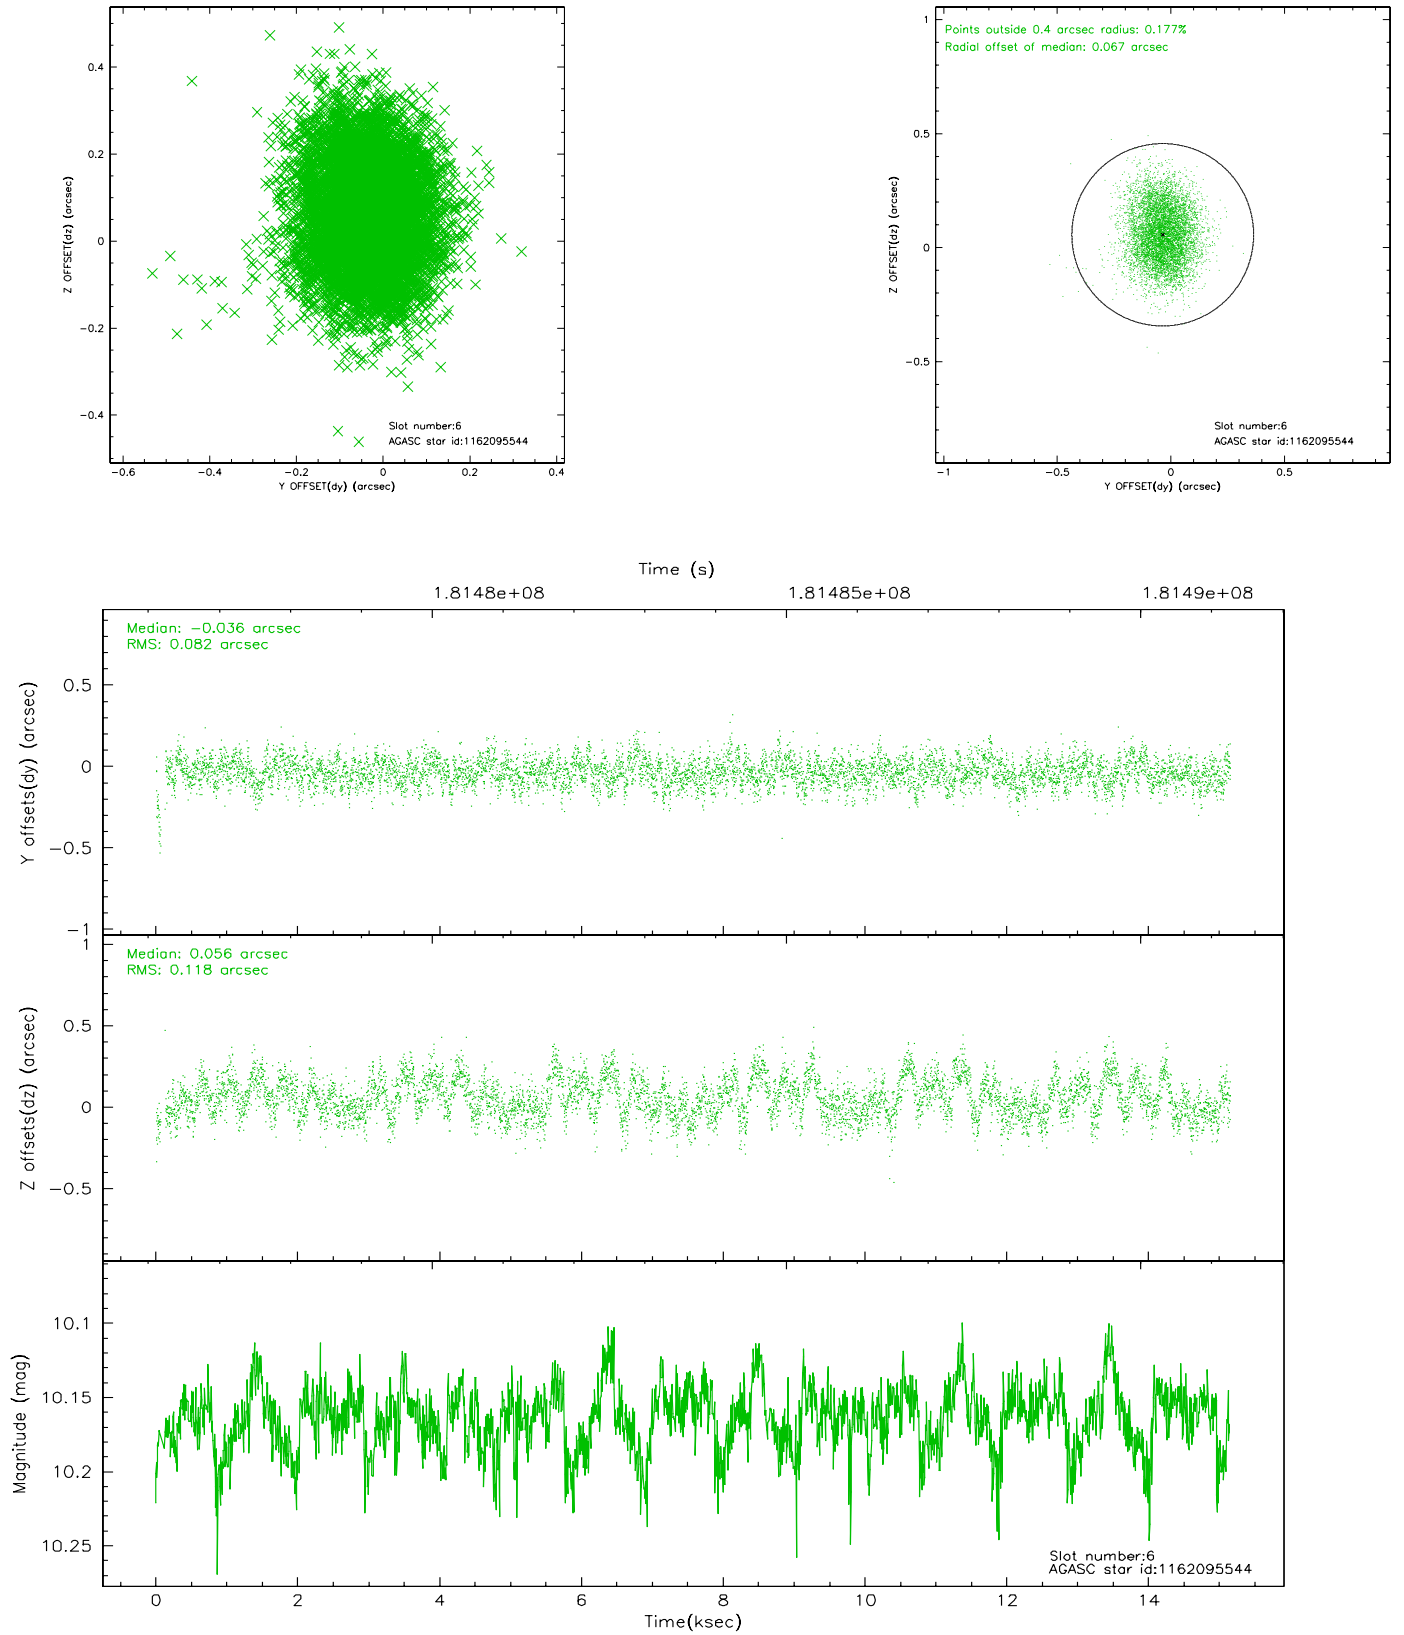 0.4
0.2
0
−0.2
−0.4
Z OFFSET(dz) (arcsec)
Slot number:6
AGASC star id:1162095544
−0.6 −0.4 −0.2 0 0.2 0.4
Y OFFSET(dy) (arcsec)
Points outside 0.4 arcsec radius: 0.177%
Radial offset of median: 0.067 arcsec
1
0.5
0
−0.5
Z OFFSET(dz) (arcsec)
Slot number:6
AGASC star id:1162095544
−1 −0.5 0 0.5
Y OFFSET(dy) (arcsec)
Time (s)
1.8148e+08 1.81485e+08 1.8149e+08
Median: −0.036 arcsec
RMS: 0.082 arcsec
0.5
0
−0.5
−1
Y offsets(dy) (arcsec)
Median: 0.056 arcsec
RMS: 0.118 arcsec
1
0.5
0
−0.5
Z offsets(dz) (arcsec)
10.1
10.15
10.2
10.25
Magnitude (mag)
Slot number:6
AGASC star id:1162095544
0 2 4 6 8 10 12 14
Time(ksec)